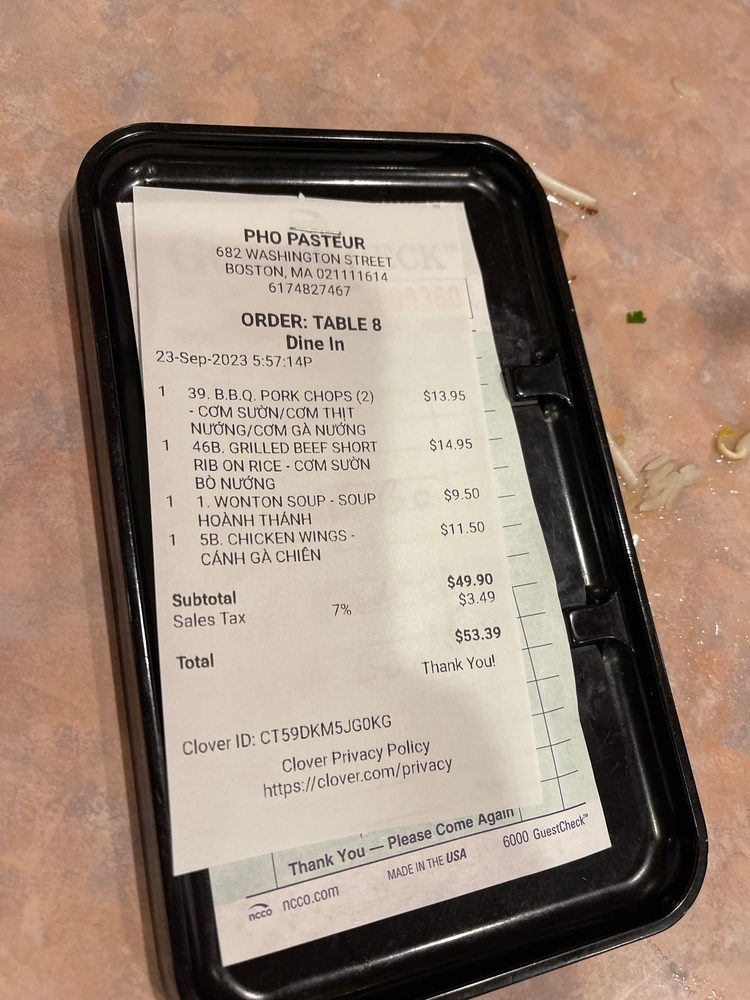 PHO PASTEUR
682 WASHINGTON STREET
BOSTON, MA 021111614
6174827467
ORDER: TABLE 8
Dine In
23-Sep-2023 5:57:14P
1 39. B.B.Q. PORK CHOPS (2) $13.95
- CƠM SƯỜN/CƠM THỊT
NƯỚNG/CƠM GÀ NƯỚNG
1 46B. GRILLED BEEF SHORT $14.95
RIB ON RICE - CƠM SƯỜN
BÒ NƯỚNG
1 1. WONTON SOUP - SOUP $9.50
HOÀNH THÁNH
1 5B. CHICKEN WINGS - $11.50
CÁNH GÀ CHIÊN
Subtotal $49.90
Sales Tax 7% $3.49
Total $53.39
Thank You!
Clover ID: CT59DKM5JG0KG
Clover Privacy Policy
https://clover.com/privacy
Thank You — Please Come Again
ncco ncco.com MADE IN THE USA 6000 GuestCheck™